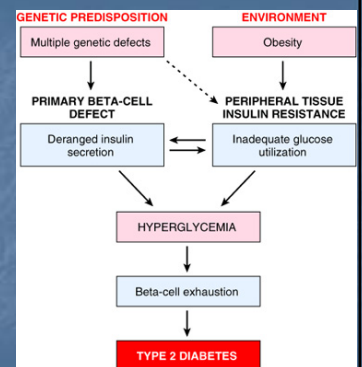 GENETIC PREDISPOSITION
ENVIRONMENT
Multiple genetic defects
Obesity
PRIMARY BETA-CELL
DEFECT
PERIPHERAL TISSUE
INSULIN RESISTANCE
Deranged insulin
secretion
Inadequate glucose
utilization
HYPERGLYCEMIA
Beta-cell exhaustion
TYPE 2 DIABETES